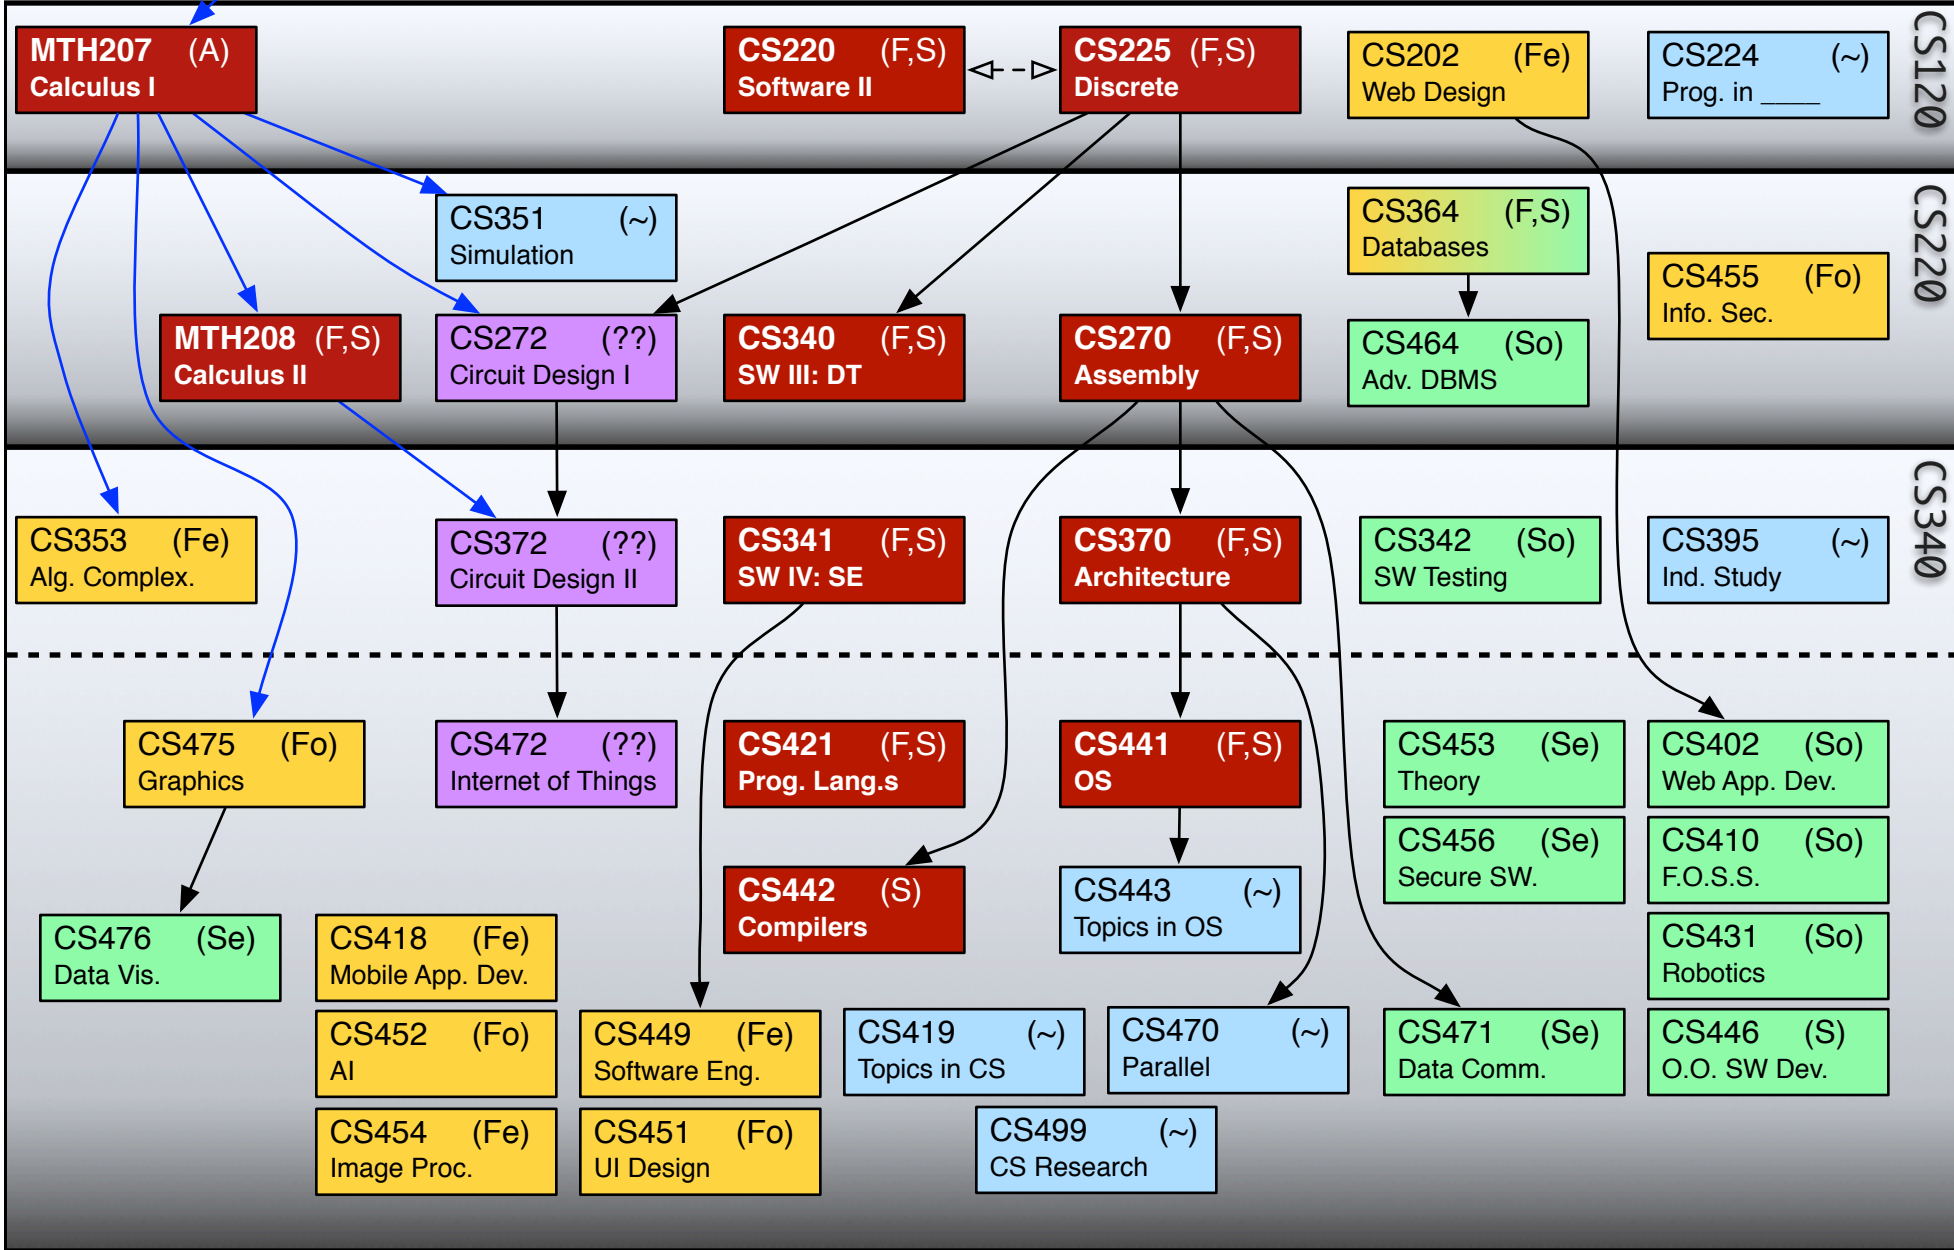 MTH207 (A)
Calculus I
CS220 (F,S)
Software II
CS225 (F,S)
Discrete
CS202 (Fe)
Web Design
CS224 (~)
Prog. in ____
CS120
CS351 (~)
Simulation
CS364 (F,S)
Databases
CS455 (Fo)
Info. Sec.
CS220
MTH208 (F,S)
Calculus II
CS272 (??)
Circuit Design I
CS340 (F,S)
SW III: DT
CS270 (F,S)
Assembly
CS464 (So)
Adv. DBMS
CS353 (Fe)
Alg. Complex.
CS372 (??)
Circuit Design II
CS341 (F,S)
SW IV: SE
CS370 (F,S)
Architecture
CS342 (So)
SW Testing
CS395 (~)
Ind. Study
CS340
CS475 (Fo)
Graphics
CS472 (??)
Internet of Things
CS421 (F,S)
Prog. Lang.s
CS441 (F,S)
OS
CS453 (Se)
Theory
CS402 (So)
Web App. Dev.
CS456 (Se)
Secure SW.
CS410 (So)
F.O.S.S.
CS442 (S)
Compilers
CS443 (~)
Topics in OS
CS476 (Se)
Data Vis.
CS418 (Fe)
Mobile App. Dev.
CS431 (So)
Robotics
CS452 (Fo)
AI
CS449 (Fe)
Software Eng.
CS419 (~)
Topics in CS
CS470 (~)
Parallel
CS471 (Se)
Data Comm.
CS446 (S)
O.O. SW Dev.
CS454 (Fe)
Image Proc.
CS451 (Fo)
UI Design
CS499 (~)
CS Research